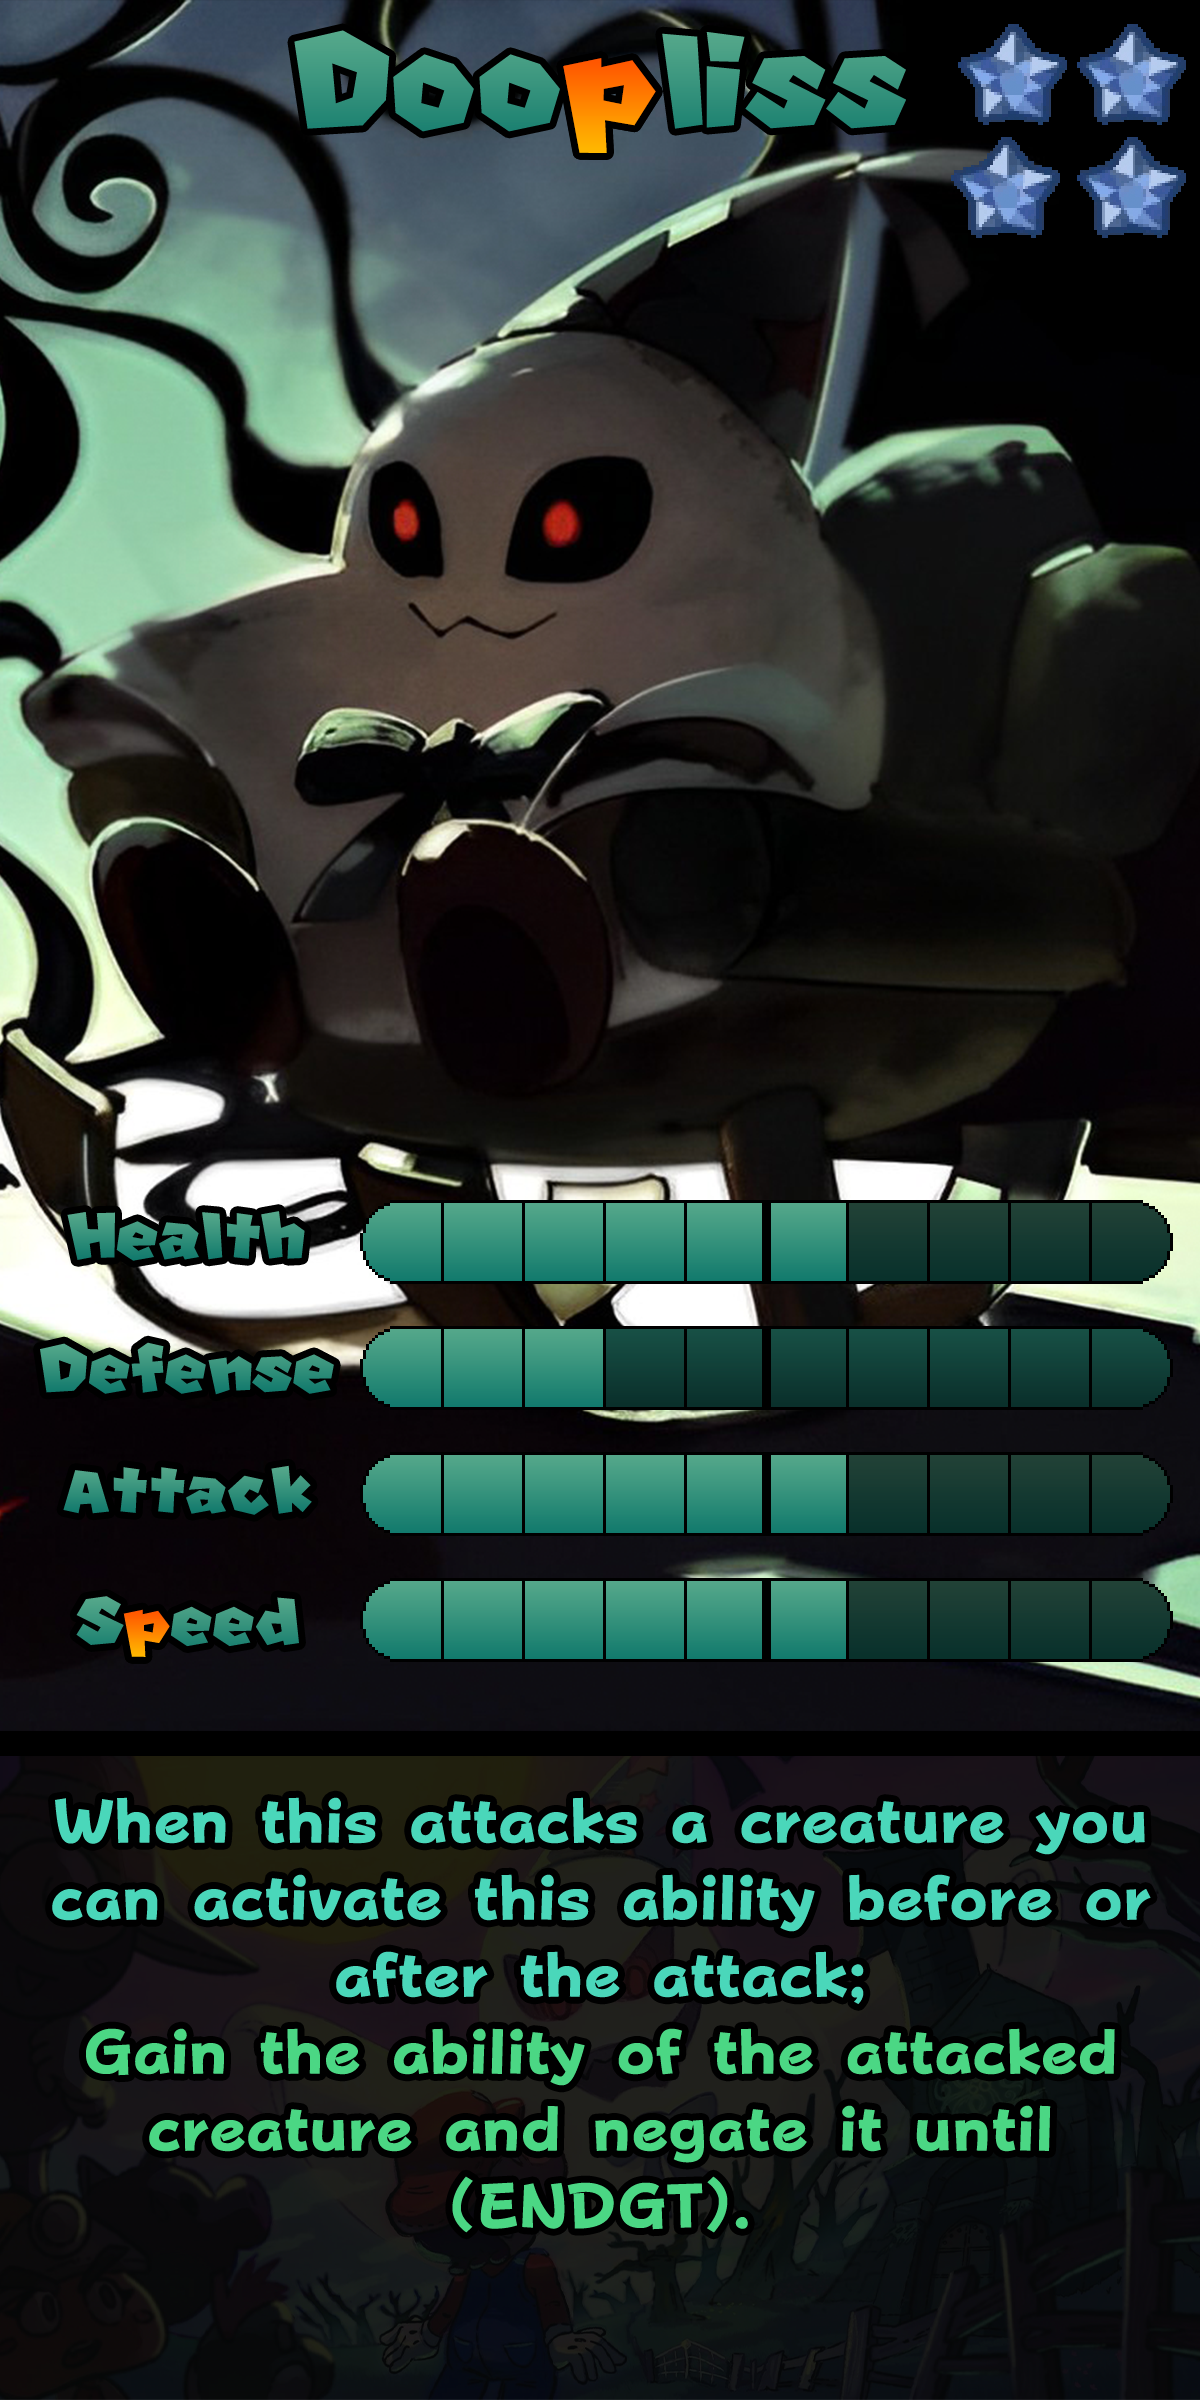 Doopliss
Health
Defense
Attack
Speed
When this attacks a creature you
can activate this ability before or
after the attack;
Gain the ability of the attacked
creature and negate it until
(ENDGT).